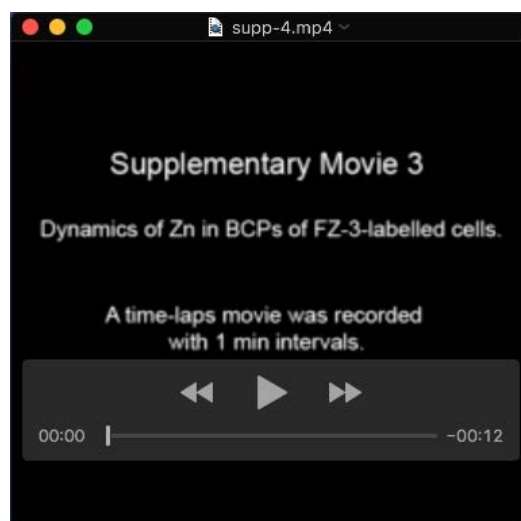 supp-4.mp4
Supplementary Movie 3
Dynamics of Zn in BCPs of FZ-3-labelled cells.
A time-laps movie was recorded
with 1 min intervals.
00:00 -00:12